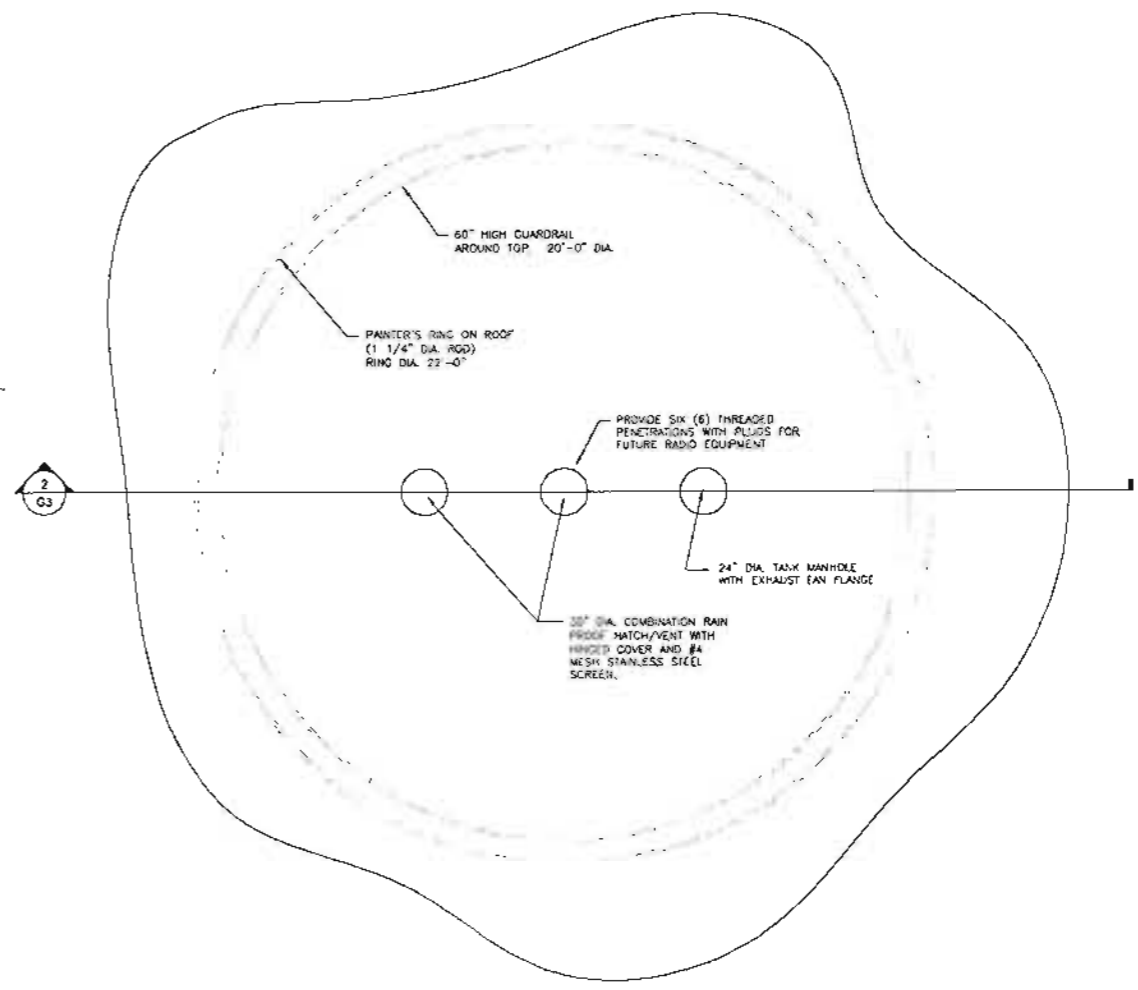 60" HIGH GUARDRAIL
AROUND TOP 20'-0" DIA.
PAINTER'S RING ON ROOF
(1 1/4" DIA. ROD)
RING DIA. 22'-0"
PROVIDE SIX (6) THREADED
PENETRATIONS WITH PLUGS FOR
FUTURE RADIO EQUIPMENT
2
G3
24" DIA. TANK MANHOLE
WITH EXHAUST FAN FLANGE
30" DIA. COMBINATION RAIN
PROOF HATCH/VENT WITH
HINGED COVER AND #4
MESH STAINLESS STEEL
SCREEN.